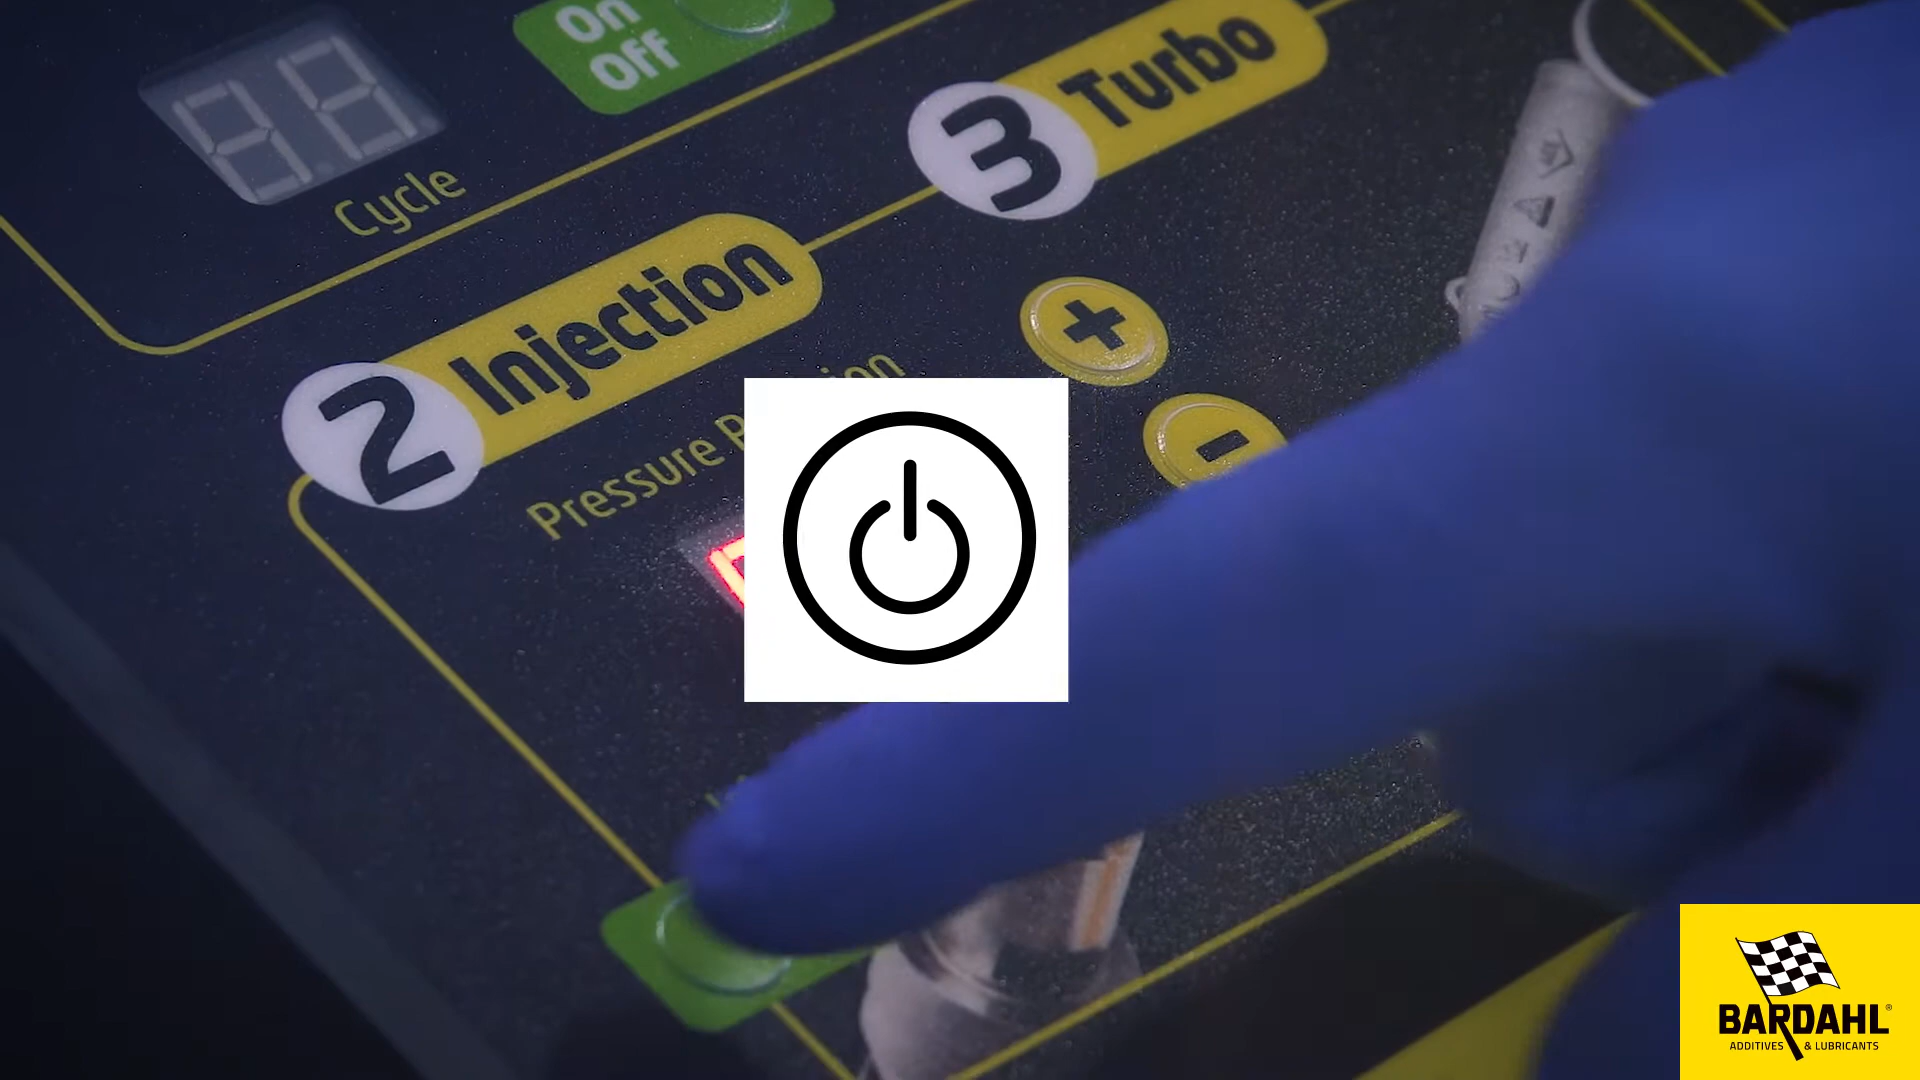 On
Off
3 Turbo
Cycle
2 Injection
+
Pressure
-
BARDAHL®
ADDITIVES & LUBRICANTS